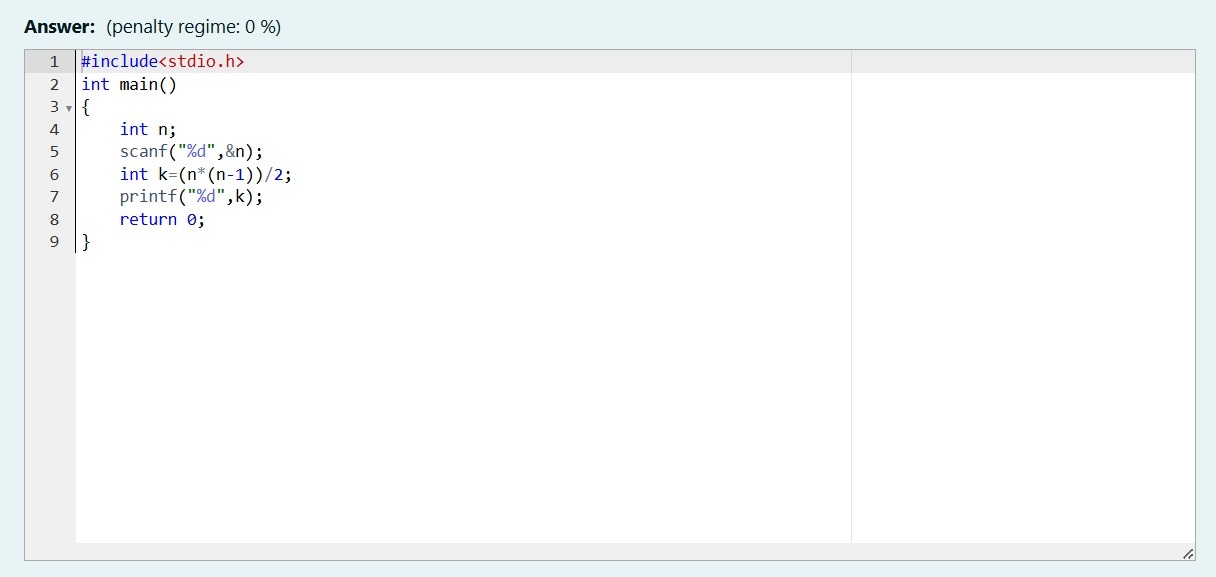 Answer: (penalty regime: 0 %)
1 #include<stdio.h>
2 int main()
3 {
4 int n;
5 scanf("%d",&n);
6 int k=(n*(n-1))/2;
7 printf("%d",k);
8 return 0;
9 }